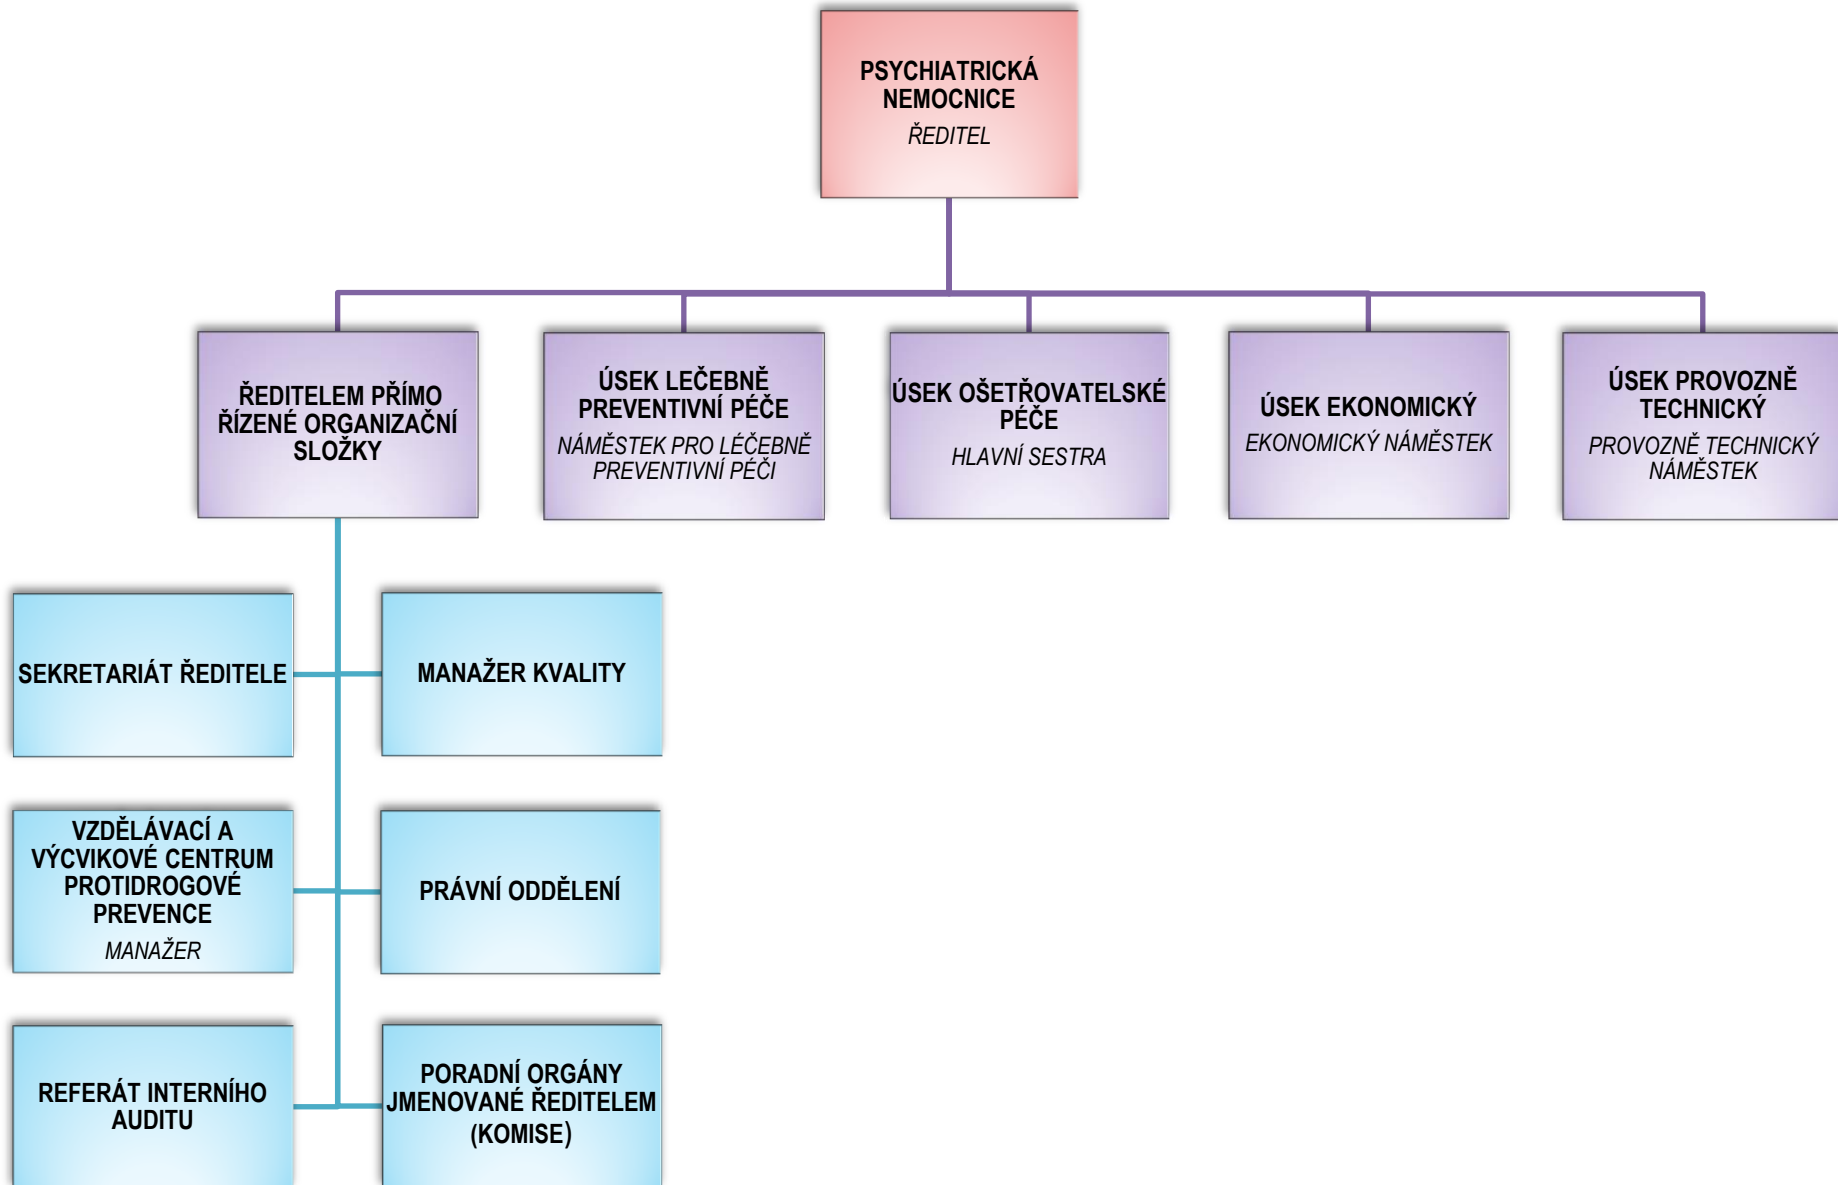 PSYCHIATRICKÁ
NEMOCNICE
ŘEDITEL
ŘEDITELEM PŘÍMO
ŘÍZENÉ ORGANIZAČNÍ
SLOŽKY
ÚSEK LEČEBNĚ
PREVENTIVNÍ PÉČE
NÁMĚSTEK PRO LÉČEBNĚ
PREVENTIVNÍ PÉČI
ÚSEK OŠETŘOVATELSKÉ
PÉČE
HLAVNÍ SESTRA
ÚSEK EKONOMICKÝ
EKONOMICKÝ NÁMĚSTEK
ÚSEK PROVOZNĚ
TECHNICKÝ
PROVOZNĚ TECHNICKÝ
NÁMĚSTEK
SEKRETARIÁT ŘEDITELE
MANAŽER KVALITY
VZDĚLÁVACÍ A
VÝCVIKOVÉ CENTRUM
PROTIDROGOVÉ
PREVENCE
MANAŽER
PRÁVNÍ ODDĚLENÍ
REFERÁT INTERNÍHO
AUDITU
PORADNÍ ORGÁNY
JMENOVANÉ ŘEDITELEM
(KOMISE)